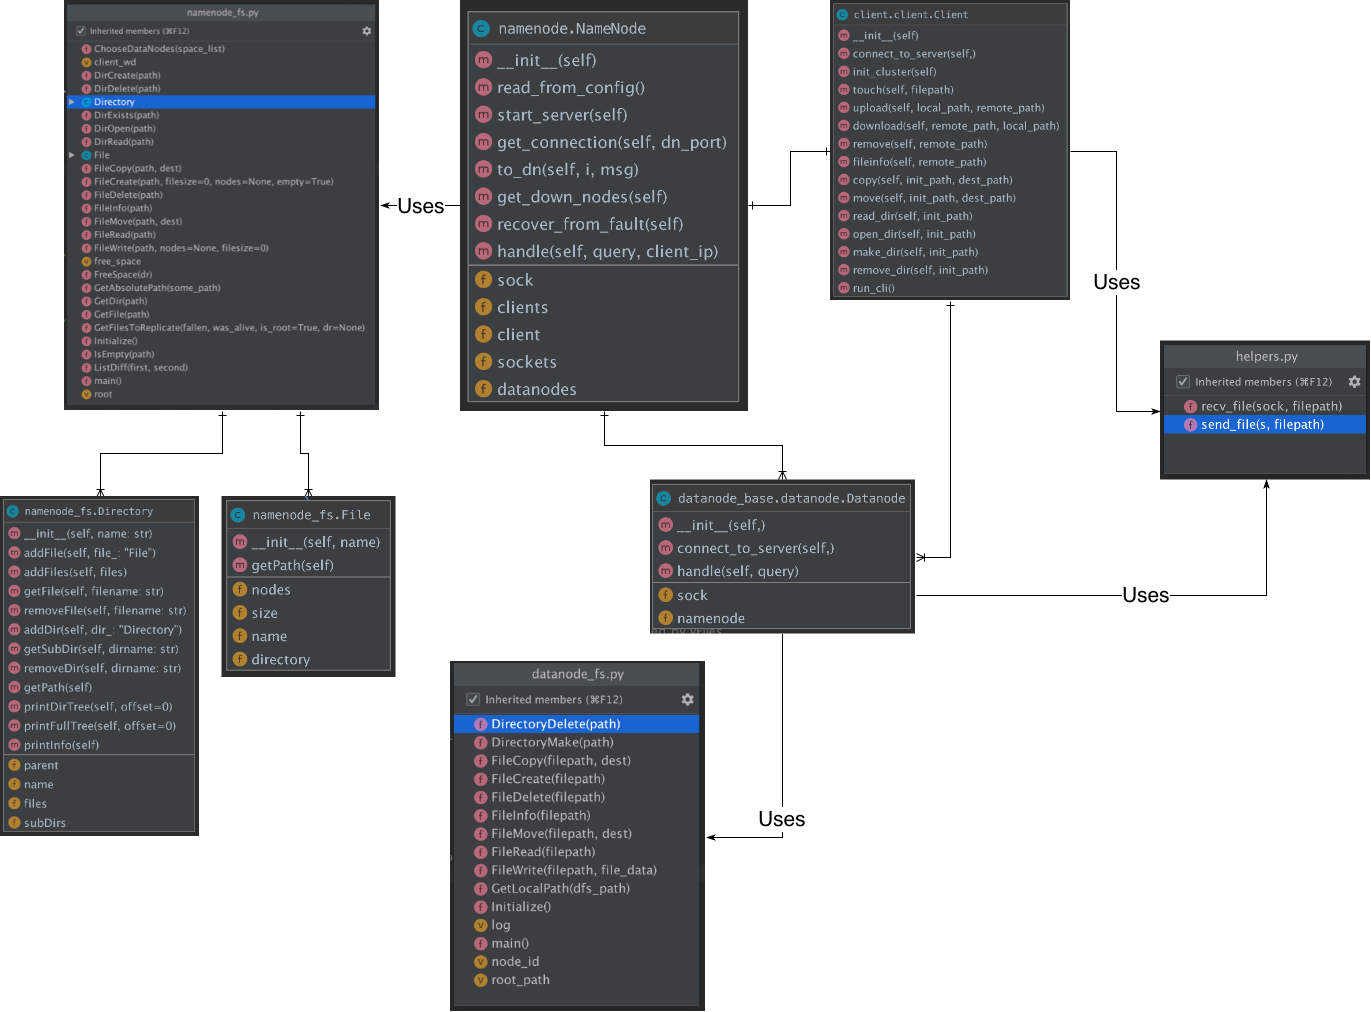 namenode_fs.py
Inherited members (⌘F12)
ChooseDataNodes(space_list)
client_wd
DirCreate(path)
DirDelete(path)
Directory
DirExists(path)
DirOpen(path)
DirRead(path)
File
FileCopy(path, dest)
FileCreate(path, filesize=0, nodes=None, empty=True)
FileDelete(path)
FileInfo(path)
FileMove(path, dest)
FileRead(path)
FileWrite(path, nodes=None, filesize=0)
free_space
FreeSpace(dr)
GetAbsolutePath(some_path)
GetDir(path)
GetFile(path)
GetFilesToReplicate(fallen, was_alive, is_root=True, dr=None)
Initialize()
IsEmpty(path)
ListDiff(first, second)
main()
root
Uses
namenode.NameNode
__init__(self)
read_from_config()
start_server(self)
get_connection(self, dn_port)
to_dn(self, i, msg)
get_down_nodes(self)
recover_from_fault(self)
handle(self, query, client_ip)
sock
clients
client
sockets
datanodes
client.client.Client
__init__(self)
connect_to_server(self,)
init_cluster(self)
touch(self, filepath)
upload(self, local_path, remote_path)
download(self, remote_path, local_path)
remove(self, remote_path)
fileinfo(self, remote_path)
copy(self, init_path, dest_path)
move(self, init_path, dest_path)
read_dir(self, init_path)
open_dir(self, init_path)
make_dir(self, init_path)
remove_dir(self, init_path)
run_cli()
Uses
helpers.py
Inherited members (⌘F12)
recv_file(sock, filepath)
send_file(s, filepath)
namenode_fs.Directory
__init__(self, name: str)
addFile(self, file_: "File")
addFiles(self, files)
getFile(self, filename: str)
removeFile(self, filename: str)
addDir(self, dir_: "Directory")
getSubDir(self, dirname: str)
removeDir(self, dirname: str)
getPath(self)
printDirTree(self, offset=0)
printFullTree(self, offset=0)
printInfo(self)
parent
name
files
subDirs
namenode_fs.File
__init__(self, name)
getPath(self)
nodes
size
name
directory
datanode_base.datanode.Datanode
__init__(self,)
connect_to_server(self,)
handle(self, query)
sock
namenode
Uses
datanode_fs.py
Inherited members (⌘F12)
DirectoryDelete(path)
DirectoryMake(path)
FileCopy(filepath, dest)
FileCreate(filepath)
FileDelete(filepath)
FileInfo(filepath)
FileMove(filepath, dest)
FileRead(filepath)
FileWrite(filepath, file_data)
GetLocalPath(dfs_path)
Initialize()
log
main()
node_id
root_path
Uses